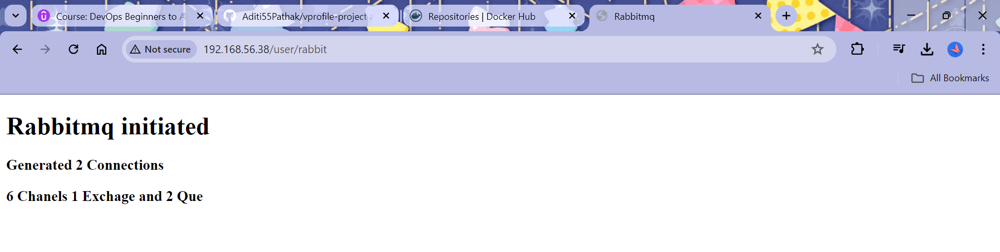 Course: DevOps Beginners to A
Aditi55Pathak/vprofile-project a
Repositories | Docker Hub
Rabbitmq
Not secure
192.168.56.38/user/rabbit
All Bookmarks
Rabbitmq initiated
Generated 2 Connections
6 Chanels 1 Exchage and 2 Que